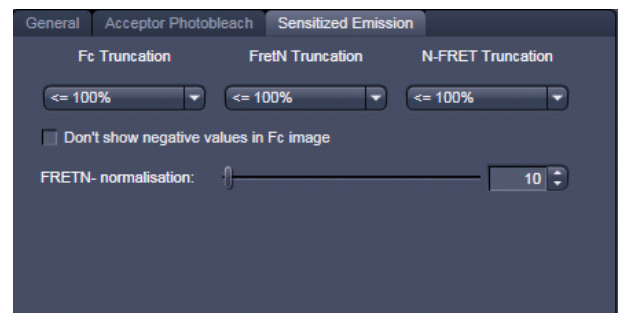 General Acceptor Photobleach Sensitized Emission
Fc Truncation FretN Truncation N-FRET Truncation
<= 100% <= 100% <= 100%
Don't show negative values in Fc image
FRETN- normalisation: 10